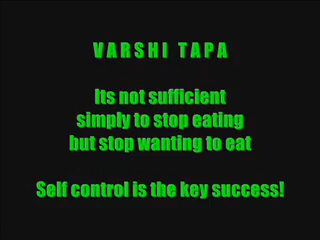 VARSHI TAPA
Its not sufficient
simply to stop eating
but stop wanting to eat
Self control is the key success!